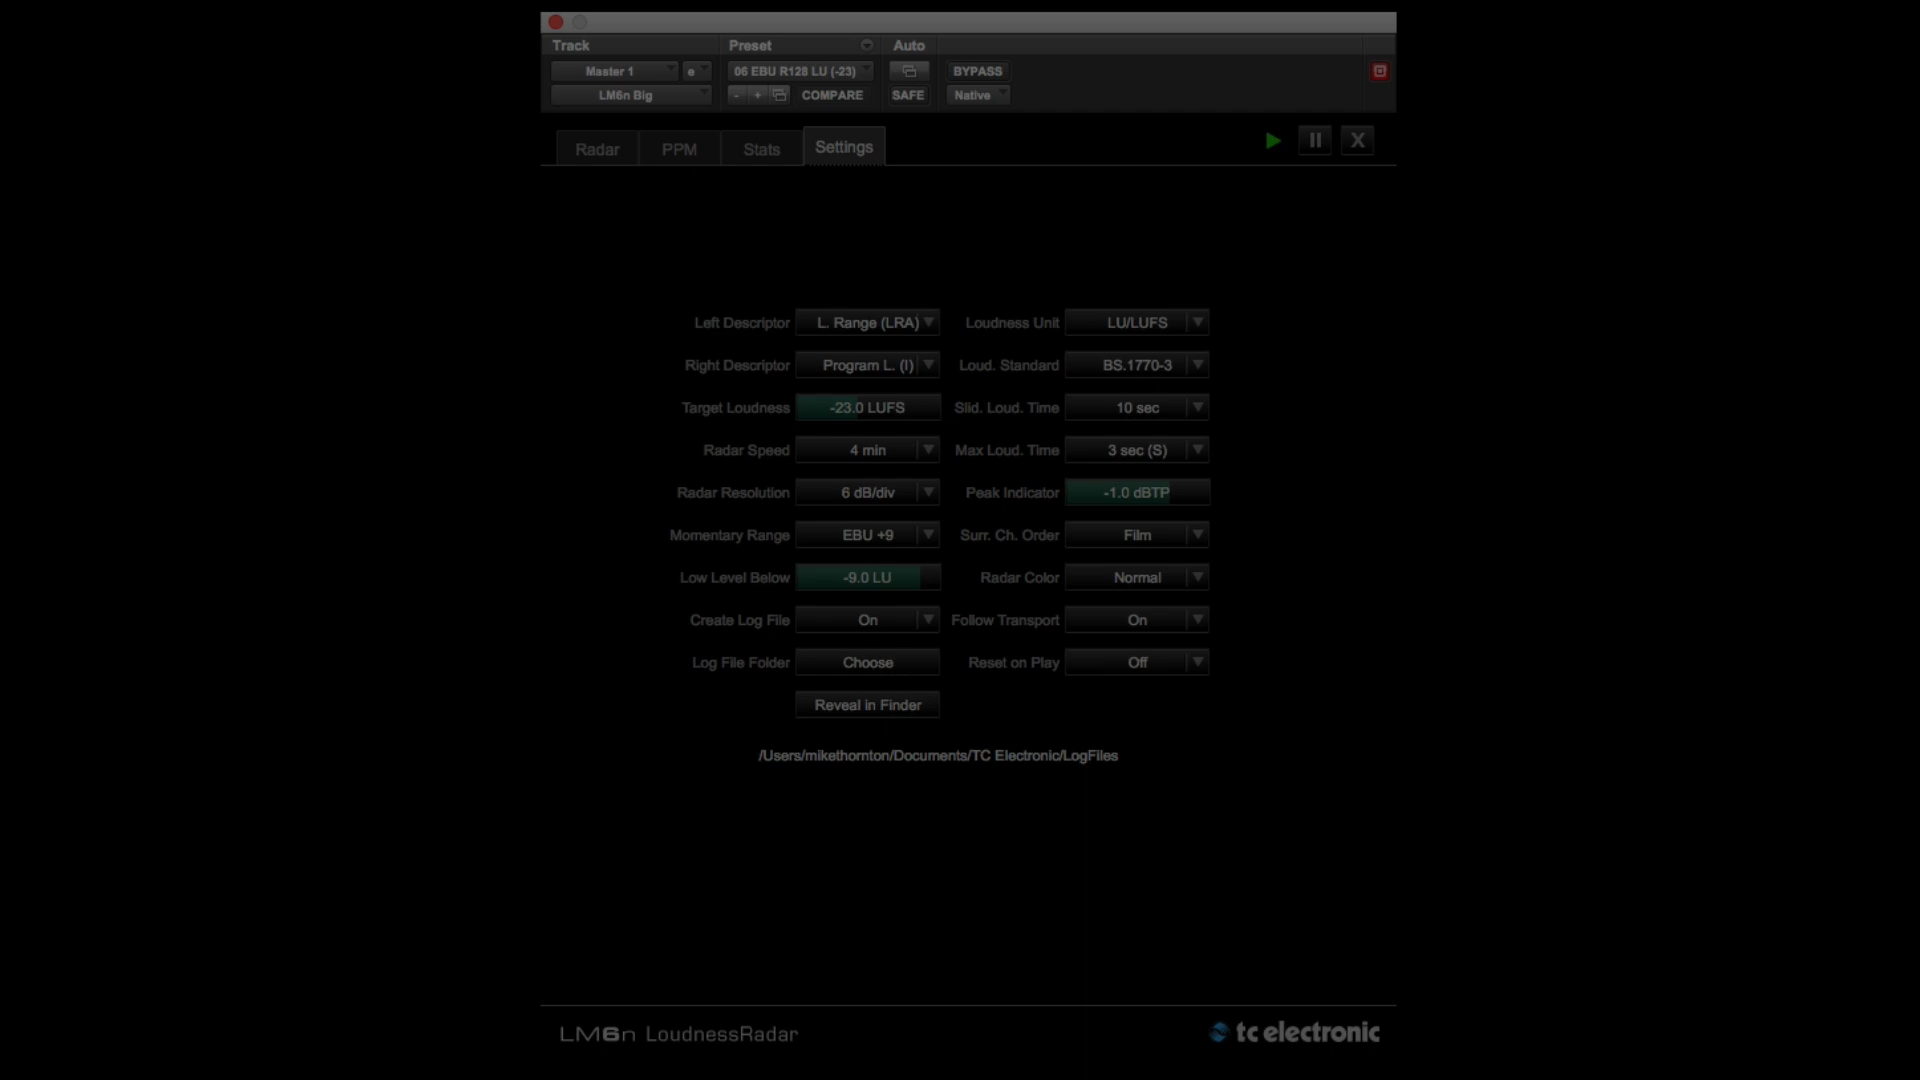 Track Preset Auto
Master 1 e 06 EBU R128 LU (-23) BYPASS
LM6n Big - + COMPARE SAFE Native
Radar PPM Stats Settings X
Left Descriptor L. Range (LRA) Loudness Unit LU/LUFS
Right Descriptor Program L. (I) Loud. Standard BS.1770-3
Target Loudness -23.0 LUFS Slid. Loud. Time 10 sec
Radar Speed 4 min Max Loud. Time 3 sec (S)
Radar Resolution 6 dB/div Peak Indicator -1.0 dBTP
Momentary Range EBU +9 Surr. Ch. Order Film
Low Level Below -9.0 LU Radar Color Normal
Create Log File On Follow Transport On
Log File Folder Choose Reset on Play Off
Reveal in Finder
/Users/mikethornton/Documents/TC Electronic/LogFiles
LM6n LoudnessRadar tc electronic